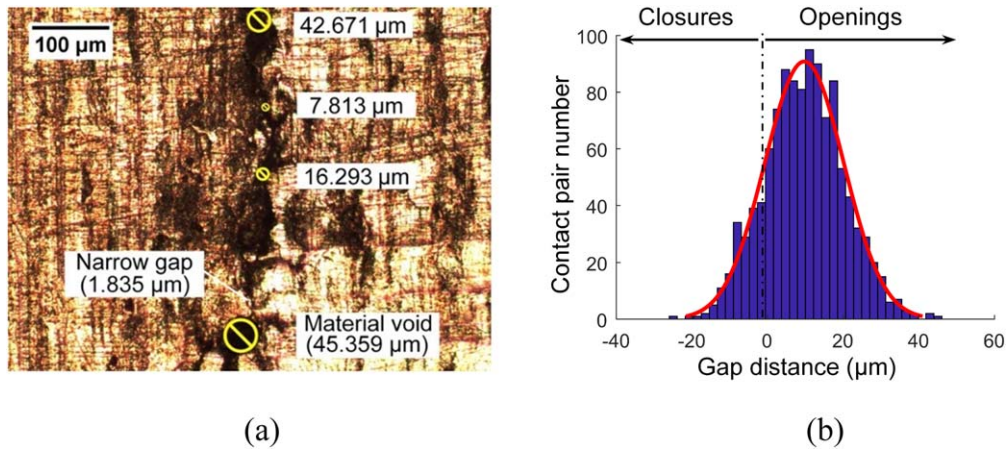 100 µm
42.671 µm
7.813 µm
16.293 µm
Narrow gap
(1.835 µm)
Material void
(45.359 µm)
(a)
Closures Openings
100
80
60
40
20
0
-40 -20 0 20 40 60
Contact pair number
Gap distance (µm)
(b)